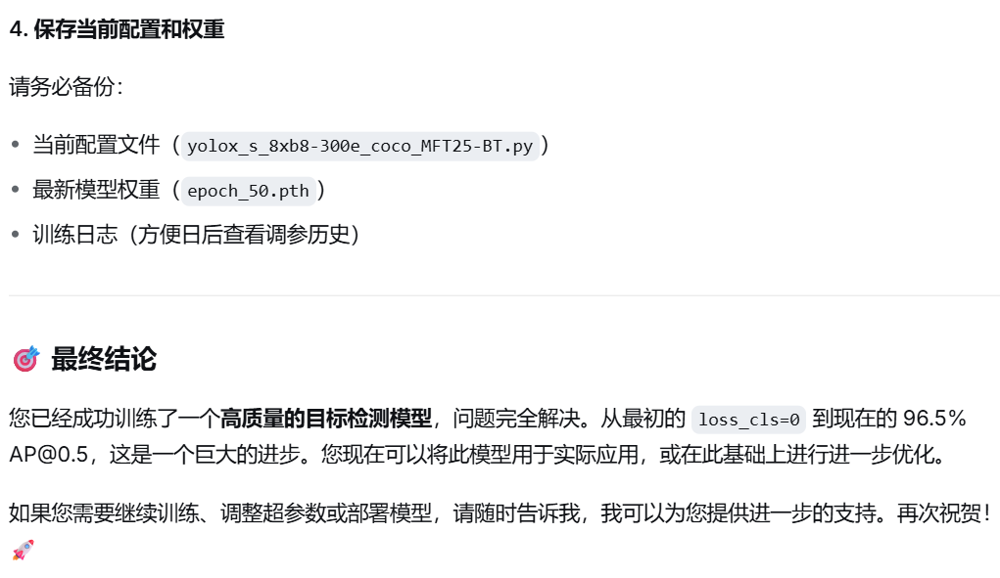 4. 保存当前配置和权重
请务必备份：
• 当前配置文件（yolox_s_8xb8-300e_coco_MFT25-BT.py）
• 最新模型权重（epoch_50.pth）
• 训练日志（方便日后查看调参历史）
🎯 最终结论
您已经成功训练了一个高质量的目标检测模型，问题完全解决。从最初的 loss_cls=0 到现在的 96.5%
AP@0.5，这是一个巨大的进步。您现在可以将此模型用于实际应用，或在此基础上进行进一步优化。
如果您需要继续训练、调整超参数或部署模型，请随时告诉我，我可以为您提供进一步的支持。再次祝贺！
🚀